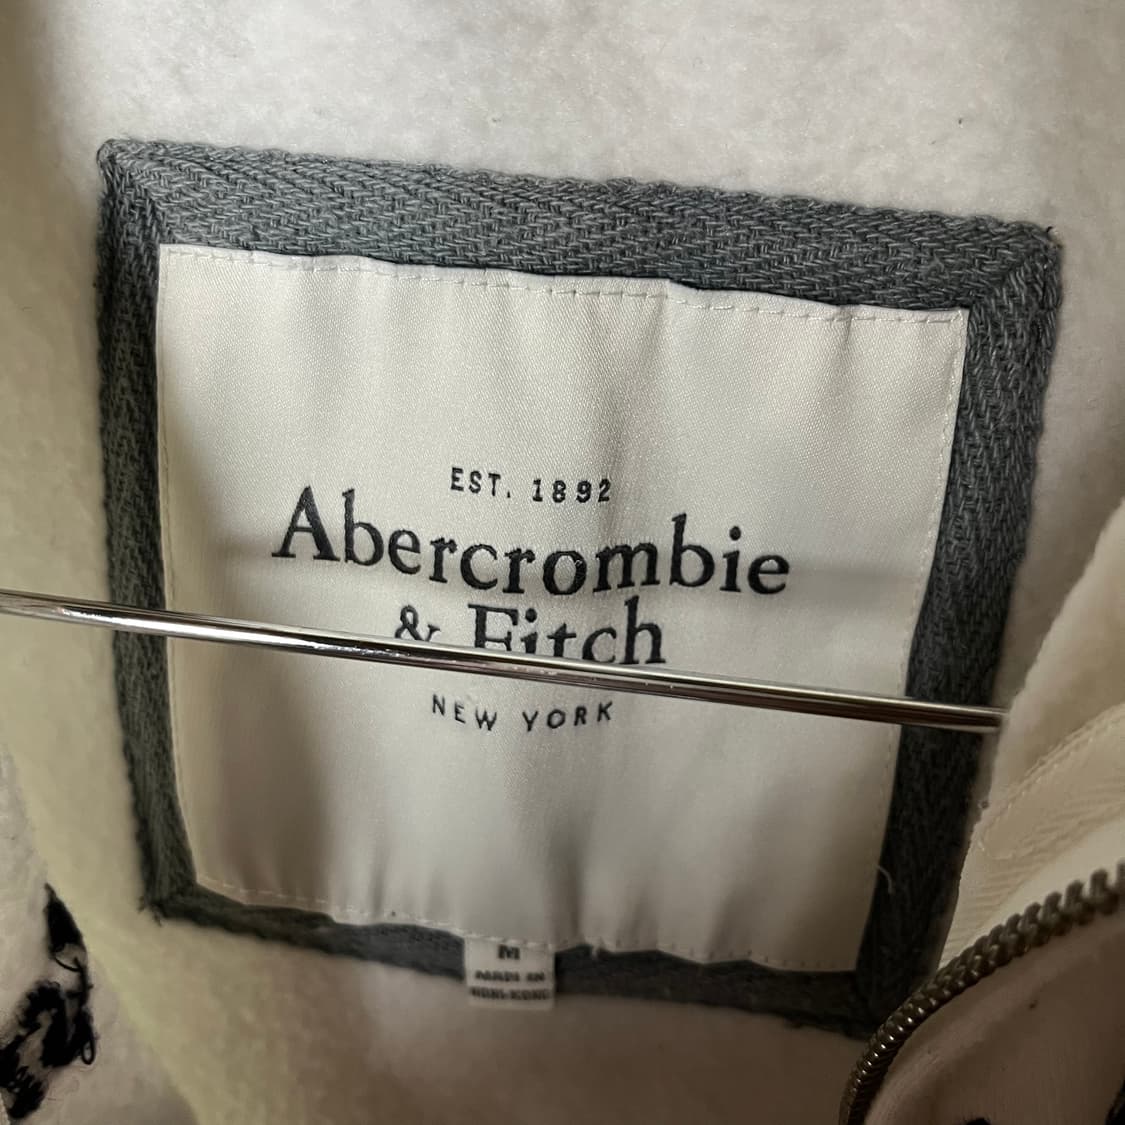 EST. 1892
Abercrombie
& Fitch
NEW YORK
M
MADE IN
HONG KONG